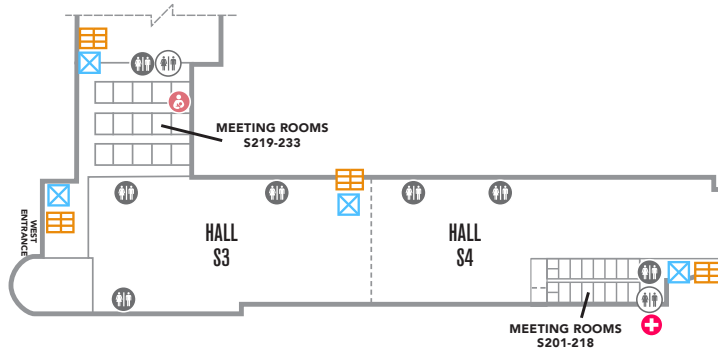 MEETING ROOMS
S219-233
WEST
ENTRANCE
HALL
S3
HALL
S4
MEETING ROOMS
S201-218